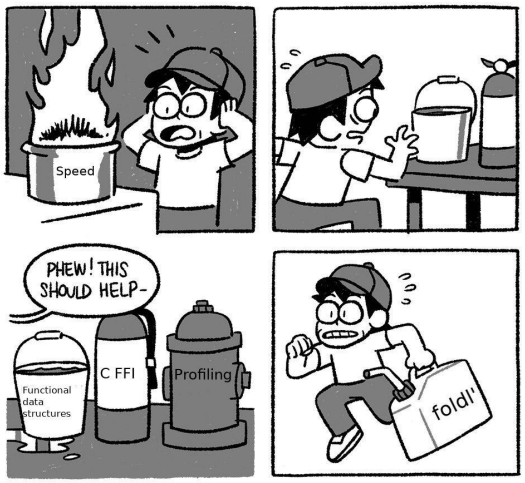 Speed
PHEW! THIS
SHOULD HELP-
Functional
data
structures
C FFI
Profiling
foldl'